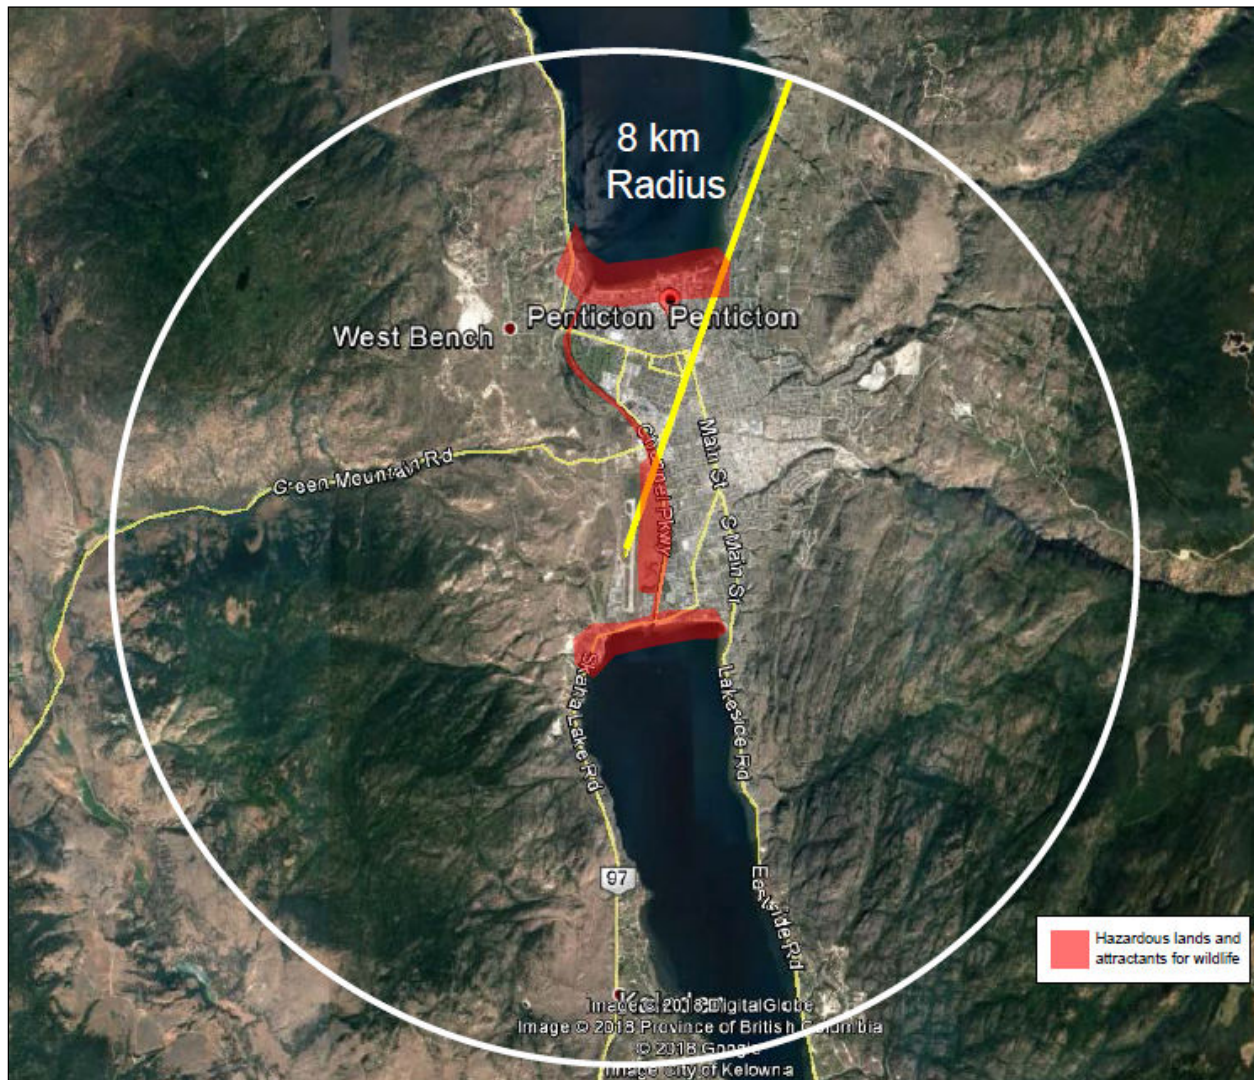 8 km
Radius
Penticton Penticton
West Bench
Channel Pkwy
Main St
Green Mountain Rd
S Main St
Skaha Lake Rd
Lakeside Rd
97
Eastside Rd
Hazardous lands and
attractants for wildlife
Image © 2018 DigitalGlobe
Image © 2018 Province of British Columbia
© 2018 Google
Image City of Kelowna